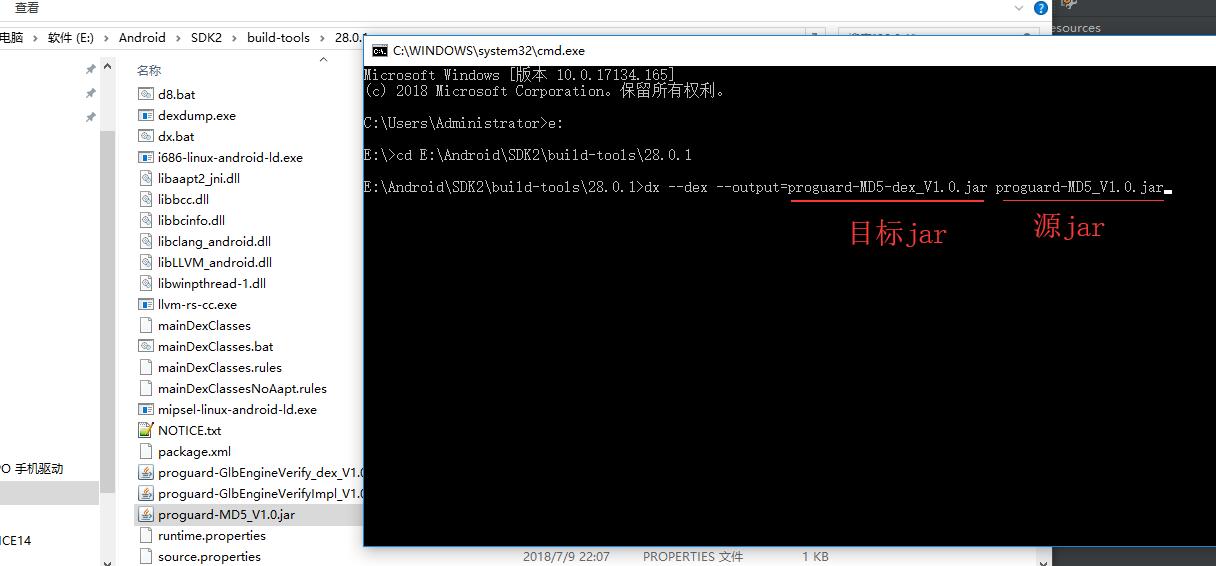 查看
esources
电脑 > 软件 (E:) > Android > SDK2 > build-tools > 28.0.
名称
d8.bat
dexdump.exe
dx.bat
i686-linux-android-ld.exe
libaapt2_jni.dll
libbcc.dll
libbcinfo.dll
libclang_android.dll
libLLVM_android.dll
libwinpthread-1.dll
llvm-rs-cc.exe
mainDexClasses
mainDexClasses.bat
mainDexClasses.rules
mainDexClassesNoAapt.rules
mipsel-linux-android-ld.exe
NOTICE.txt
package.xml
proguard-GlbEngineVerify_dex_V1.0
proguard-GlbEngineVerifyImpl_V1.0
proguard-MD5_V1.0.jar
runtime.properties
source.properties 2018/7/9 22:07 PROPERTIES 文件 1 KB
PO 手机驱动
ICE14
C:\WINDOWS\system32\cmd.exe
Microsoft Windows [版本 10.0.17134.165]
(c) 2018 Microsoft Corporation。保留所有权利。
C:\Users\Administrator>e:
E:\>cd E:\Android\SDK2\build-tools\28.0.1
E:\Android\SDK2\build-tools\28.0.1>dx --dex --output=proguard-MD5-dex_V1.0.jar proguard-MD5_V1.0.jar
目标jar
源jar